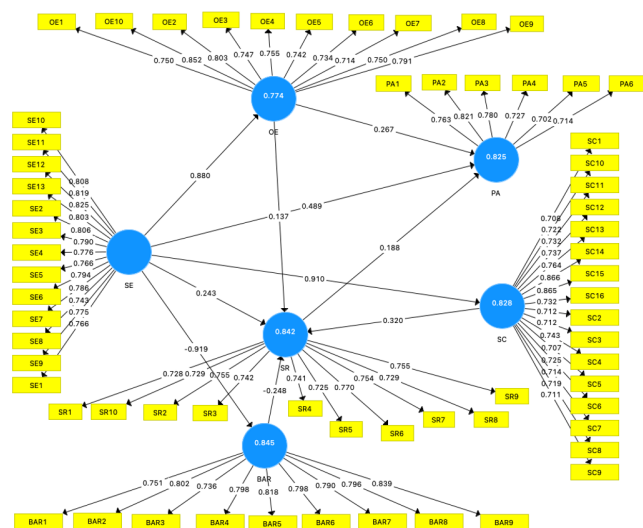 OE1 OE10 OE2 OE3 OE4 OE5 OE6 OE7 OE8 OE9
0.750 0.852 0.803 0.747 0.755 0.742 0.734 0.714 0.750 0.791
0.774
OE
PA1 PA2 PA3 PA4 PA5 PA6
0.763 0.821 0.780 0.727 0.702 0.714
0.825
PA
0.267
0.880
0.489
0.137
0.188
0.910
0.243
0.320
-0.919
-0.248
SE10
SE11
SE12
SE13
SE2
SE3
SE4
SE5
SE6
SE7
SE8
SE9
SE1
0.808
0.819
0.825
0.803
0.806
0.790
0.776
0.766
0.794
0.786
0.743
0.775
0.766
SE
SC1
SC10
SC11
SC12
SC13
SC14
SC15
SC16
SC2
SC3
SC4
SC5
SC6
SC7
SC8
SC9
0.708
0.722
0.732
0.737
0.764
0.866
0.865
0.732
0.712
0.712
0.743
0.707
0.725
0.714
0.719
0.711
0.828
SC
0.842
SR
0.728 0.729 0.755 0.742 0.741 0.725 0.770 0.754 0.729 0.755
SR1 SR10 SR2 SR3 SR4 SR5 SR6 SR7 SR8 SR9
0.845
BAR
0.751 0.802 0.736 0.798 0.818 0.798 0.790 0.796 0.839
BAR1 BAR2 BAR3 BAR4 BAR5 BAR6 BAR7 BAR8 BAR9